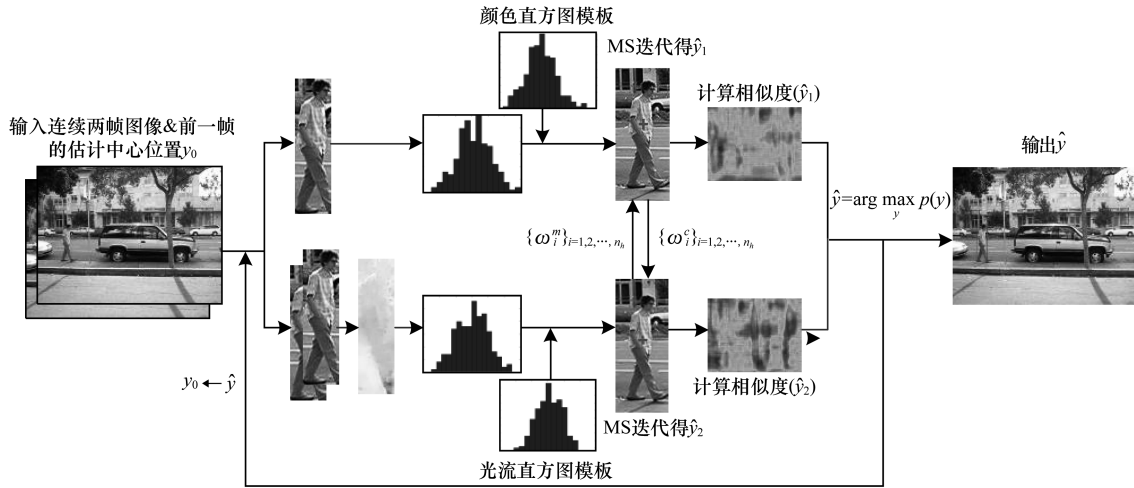 颜色直方图模板
MS迭代得ŷ₁
计算相似度(ŷ₁)
输入连续两帧图像&前一帧
的估计中心位置y₀
输出ŷ
ŷ=arg max p(y)
y
{ωᵢᵐ}ᵢ₌₁,₂,⋯,ₙₕ
{ωᵢᶜ}ᵢ₌₁,₂,⋯,ₙₕ
y₀ ← ŷ
计算相似度(ŷ₂)
MS迭代得ŷ₂
光流直方图模板